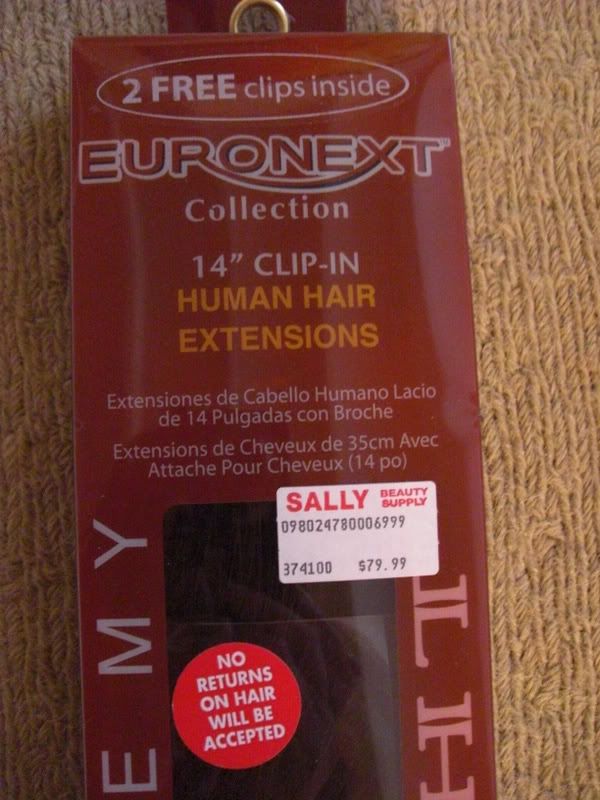 2 FREE clips inside
EURONEXT™
Collection
14” CLIP-IN
HUMAN HAIR
EXTENSIONS
Extensiones de Cabello Humano Lacio
de 14 Pulgadas con Broche
Extensions de Cheveux de 35cm Avec
Attache Pour Cheveux (14 po)
SALLY BEAUTY
SUPPLY
098024780006999
374100 $79.99
NO
RETURNS
ON HAIR
WILL BE
ACCEPTED
EMY